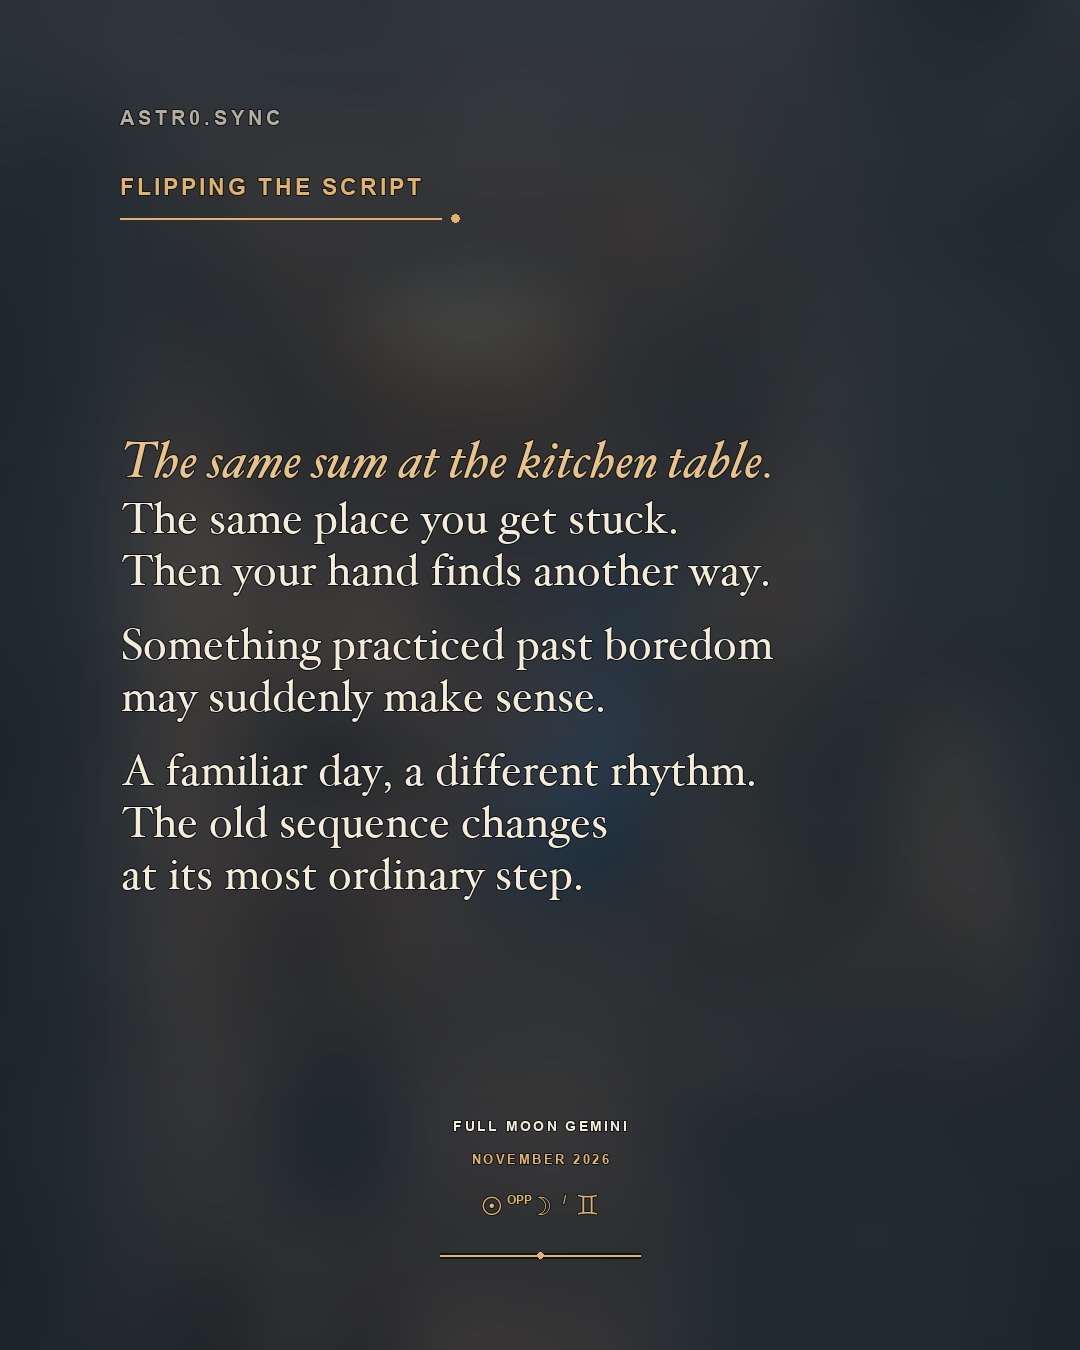 ASTR0.SYNC
FLIPPING THE SCRIPT
The same sum at the kitchen table.
The same place you get stuck.
Then your hand finds another way.
Something practiced past boredom
may suddenly make sense.
A familiar day, a different rhythm.
The old sequence changes
at its most ordinary step.
FULL MOON GEMINI
NOVEMBER 2026
☉ OPP ☽ / ♊